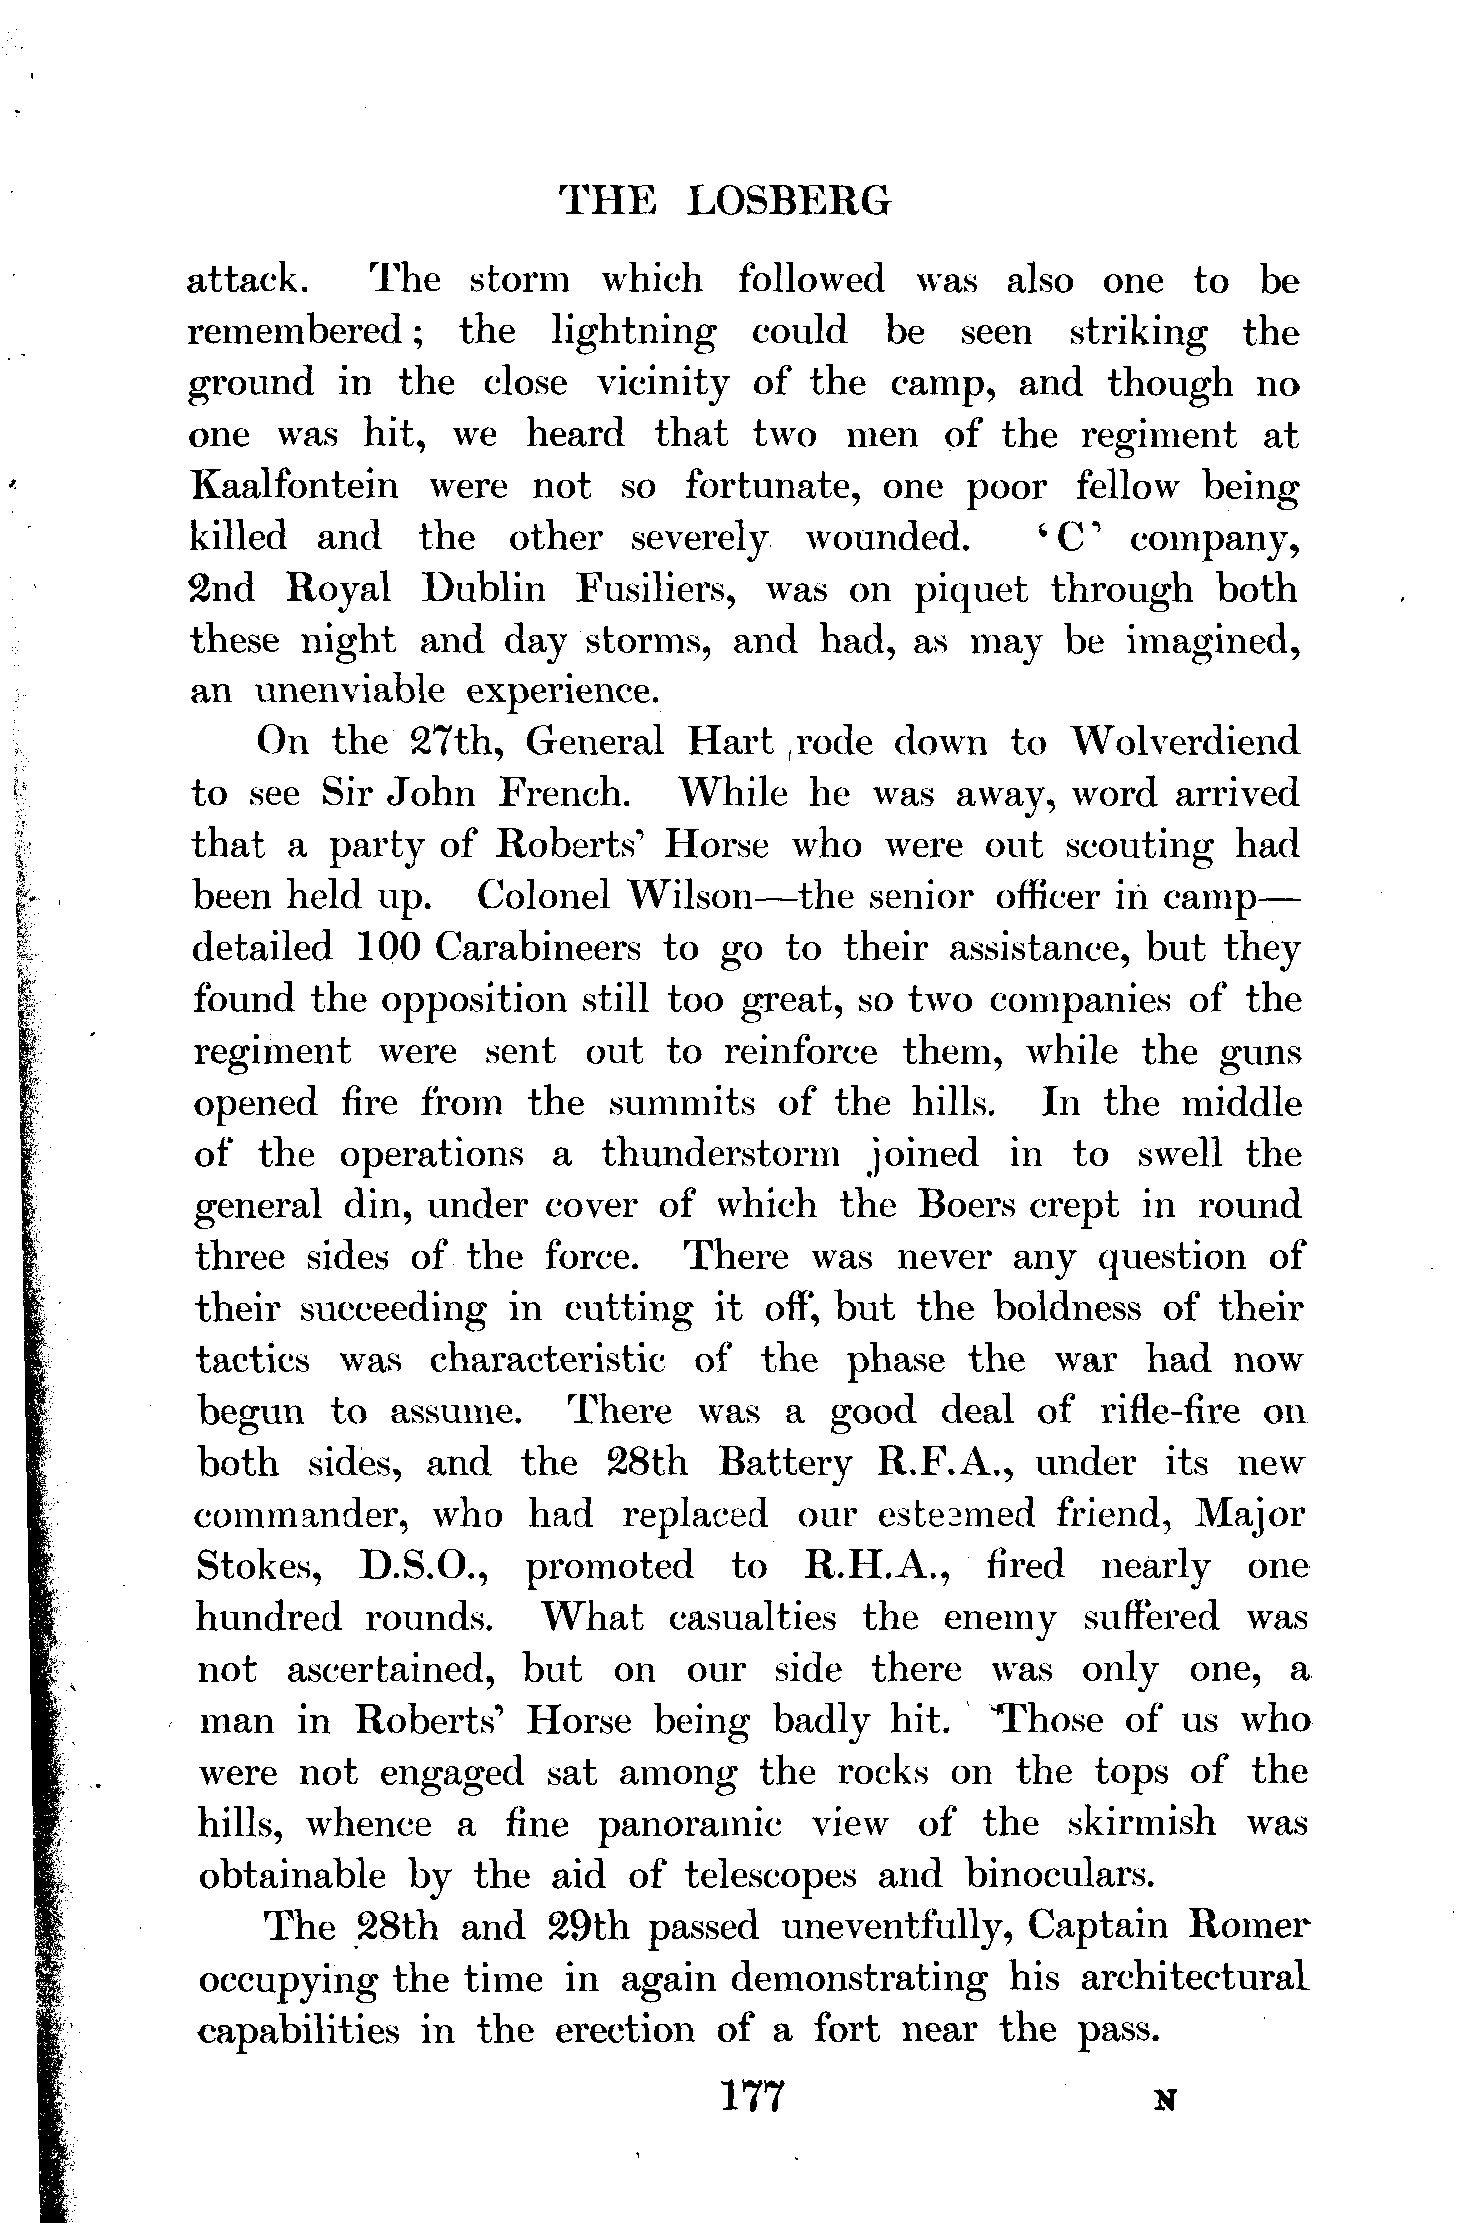 THE LOSBERG
attack. The storm which followed was also one to be
remembered; the lightning could be seen striking the
ground in the close vicinity of the camp, and though no
one was hit, we heard that two men of the regiment at
Kaalfontein were not so fortunate, one poor fellow being
killed and the other severely wounded. ‘C’ company,
2nd Royal Dublin Fusiliers, was on piquet through both
these night and day storms, and had, as may be imagined,
an unenviable experience.
On the 27th, General Hart rode down to Wolverdiend
to see Sir John French. While he was away, word arrived
that a party of Roberts’ Horse who were out scouting had
been held up. Colonel Wilson—the senior officer in camp—
detailed 100 Carabineers to go to their assistance, but they
found the opposition still too great, so two companies of the
regiment were sent out to reinforce them, while the guns
opened fire from the summits of the hills. In the middle
of the operations a thunderstorm joined in to swell the
general din, under cover of which the Boers crept in round
three sides of the force. There was never any question of
their succeeding in cutting it off, but the boldness of their
tactics was characteristic of the phase the war had now
begun to assume. There was a good deal of rifle-fire on
both sides, and the 28th Battery R.F.A., under its new
commander, who had replaced our esteemed friend, Major
Stokes, D.S.O., promoted to R.H.A., fired nearly one
hundred rounds. What casualties the enemy suffered was
not ascertained, but on our side there was only one, a
man in Roberts’ Horse being badly hit. Those of us who
were not engaged sat among the rocks on the tops of the
hills, whence a fine panoramic view of the skirmish was
obtainable by the aid of telescopes and binoculars.
The 28th and 29th passed uneventfully, Captain Romer
occupying the time in again demonstrating his architectural
capabilities in the erection of a fort near the pass.
177 N